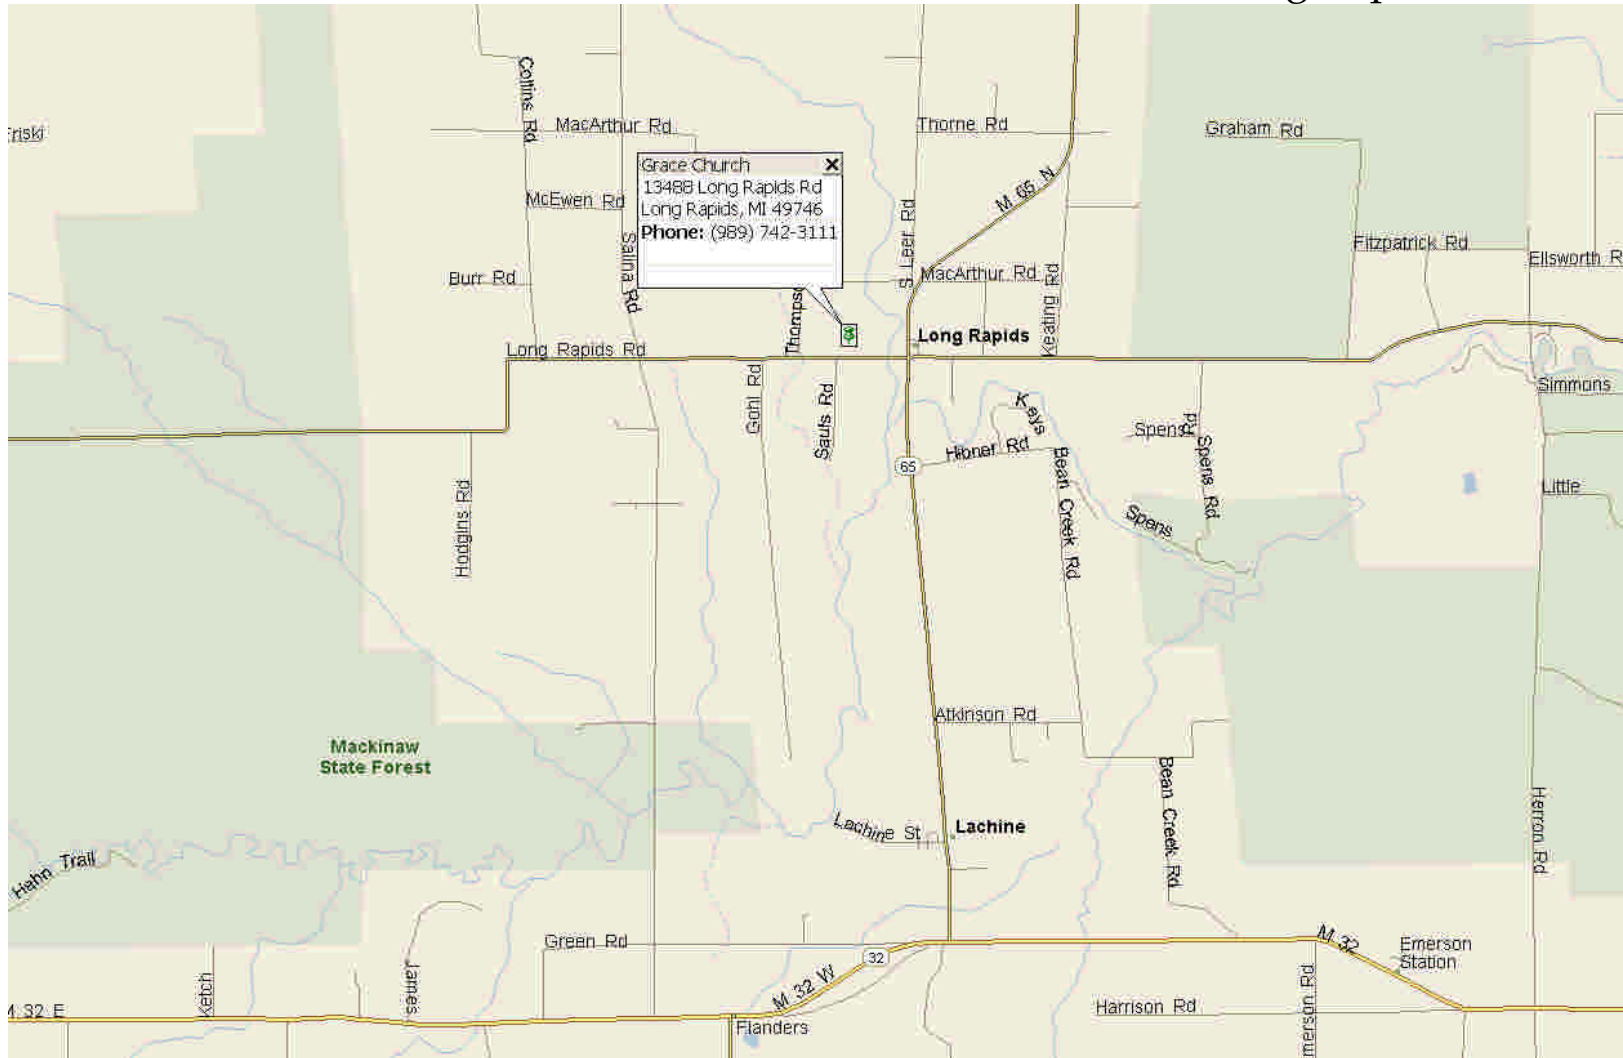 Collins Rd
MacArthur Rd
Thorne Rd
Graham Rd
Grace Church
13488 Long Rapids Rd
Long Rapids, MI 49746
Phone: (989) 742-3111
M 65 N
McEwen Rd
Salina Rd
S Leer Rd
Fitzpatrick Rd
Ellsworth R
Burr Rd
MacArthur Rd
Keating Rd
Thomps
Long Rapids
Long Rapids Rd
Gohl Rd
Sauls Rd
Simmons
Keys
Hibner Rd
Spens
Rd
Spens Rd
65
Bean Creek Rd
Little
Hodgins Rd
Spens
Atkinson Rd
Mackinaw
State Forest
Bean Creek Rd
Herron Rd
Lachine St
Lachine
Hahn Trail
Green Rd
M 32
Emerson
Station
32
M 32 W
Ketch
James
Harrison Rd
merson Rd
M 32 E
Flanders